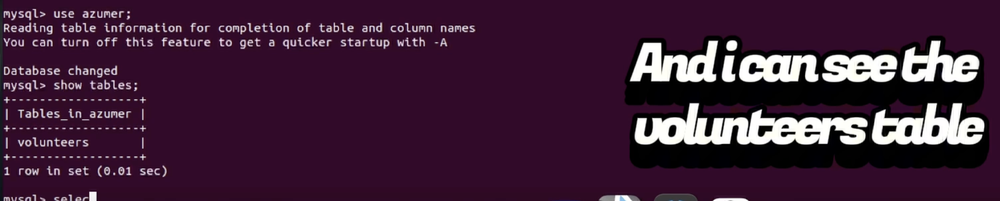 mysql> use azumer;
Reading table information for completion of table and column names
You can turn off this feature to get a quicker startup with -A
Database changed
mysql> show tables;
+------------------+
| Tables_in_azumer |
+------------------+
| volunteers       |
+------------------+
1 row in set (0.01 sec)
mysql> selec
And i can see the
volunteers table